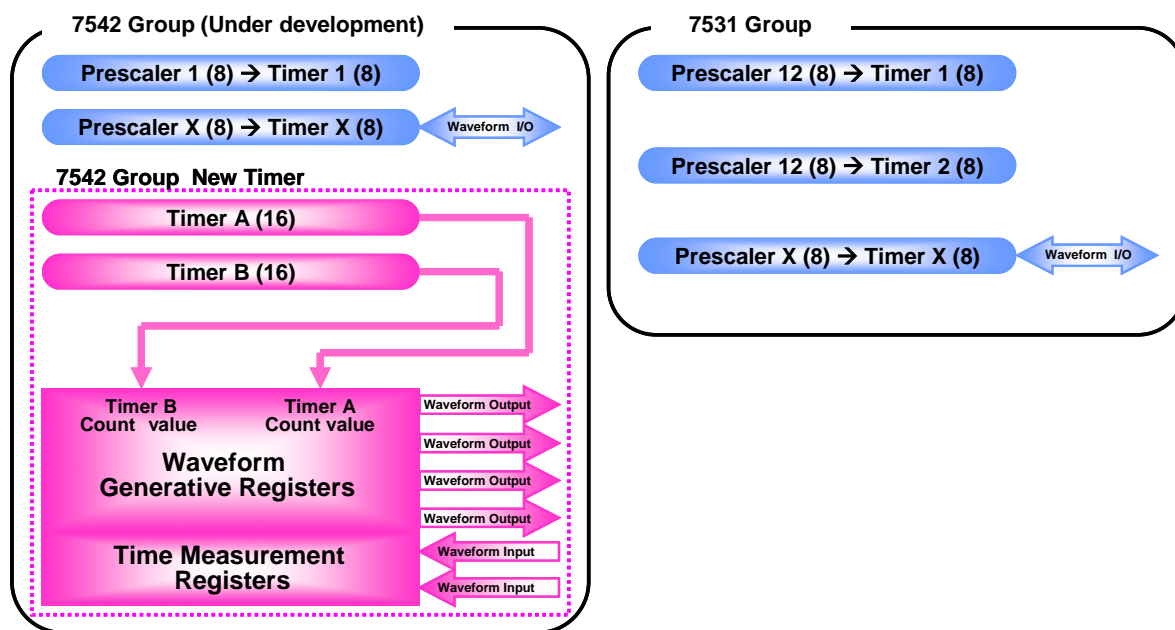 7542 Group (Under development)
Prescaler 1 (8) → Timer 1 (8)
Prescaler X (8) → Timer X (8)
Waveform I/O
7542 Group New Timer
Timer A (16)
Timer B (16)
Timer B
Count value
Timer A
Count value
Waveform
Generative Registers
Time Measurement
Registers
Waveform Output
Waveform Output
Waveform Output
Waveform Output
Waveform Input
Waveform Input
7531 Group
Prescaler 12 (8) → Timer 1 (8)
Prescaler 12 (8) → Timer 2 (8)
Prescaler X (8) → Timer X (8)
Waveform I/O